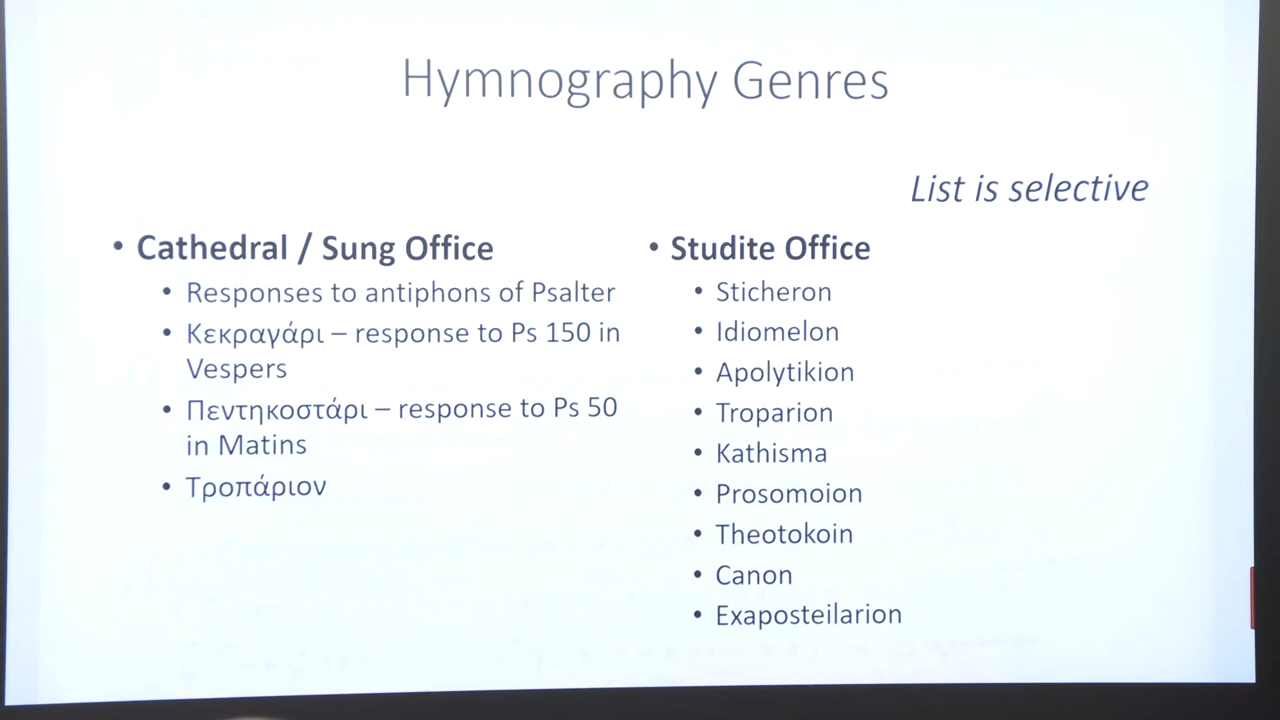 Hymnography Genres
List is selective
• Cathedral / Sung Office
• Responses to antiphons of Psalter
• Κεκραγάρι – response to Ps 150 in
Vespers
• Πεντηκοστάρι – response to Ps 50
in Matins
• Τροπάριον
• Studite Office
• Sticheron
• Idiomelon
• Apolytikion
• Troparion
• Kathisma
• Prosomoion
• Theotokoin
• Canon
• Exaposteilarion